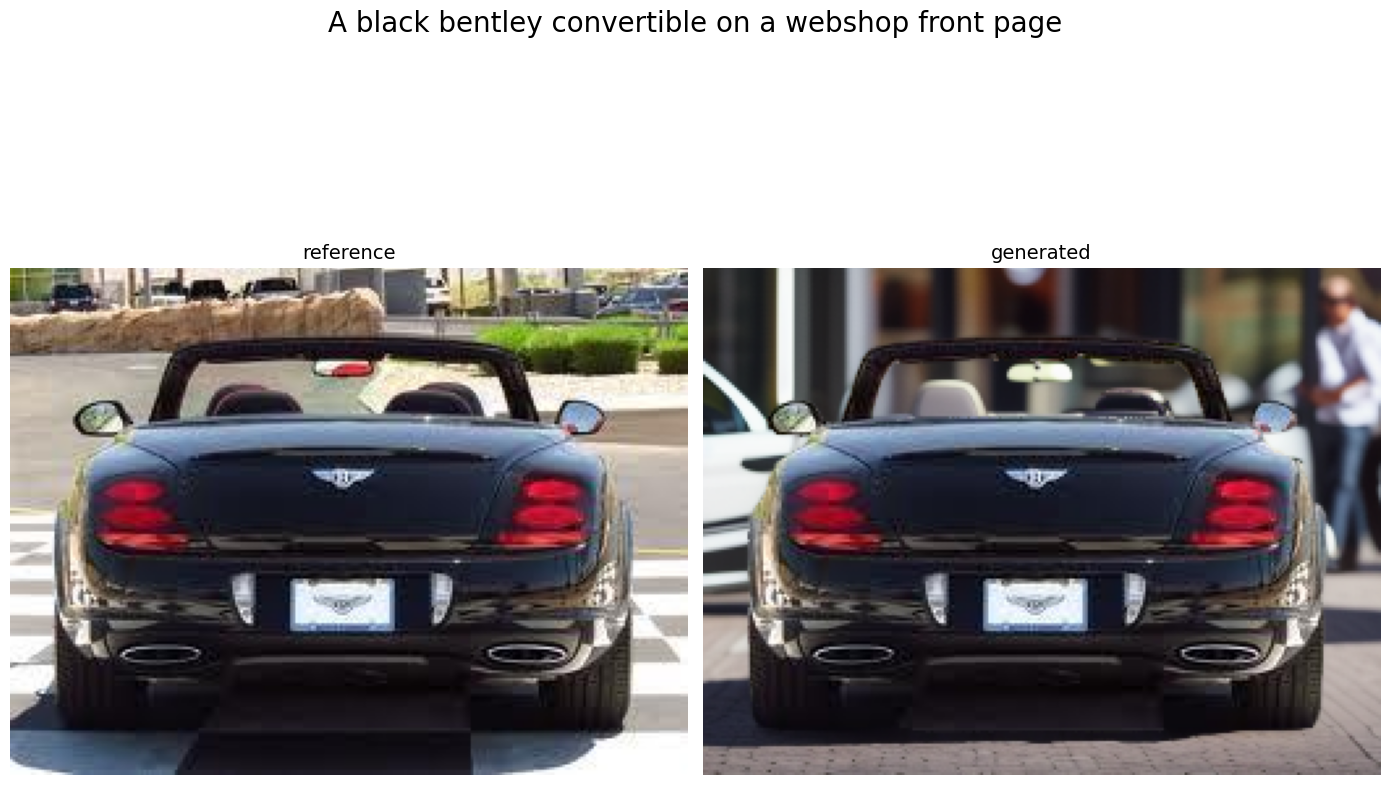 A black bentley convertible on a webshop front page
reference
generated